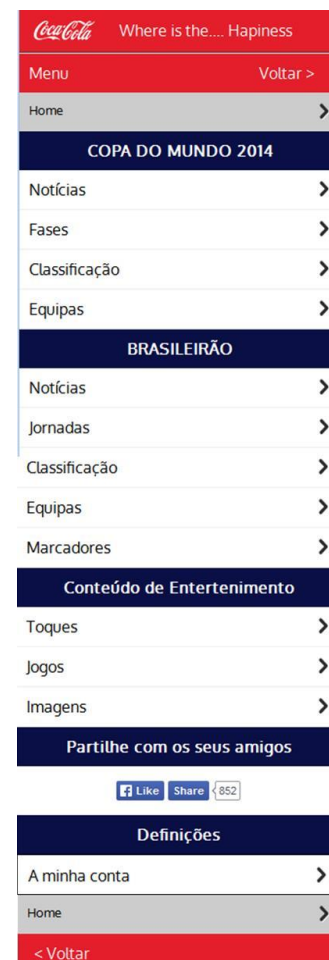 Coca-Cola Where is the.... Hapiness
Menu Voltar >
Home
COPA DO MUNDO 2014
Notícias
Fases
Classificação
Equipas
BRASILEIRÃO
Notícias
Jornadas
Classificação
Equipas
Marcadores
Conteúdo de Entertenimento
Toques
Jogos
Imagens
Partilhe com os seus amigos
f Like Share 852
Definições
A minha conta
Home
< Voltar